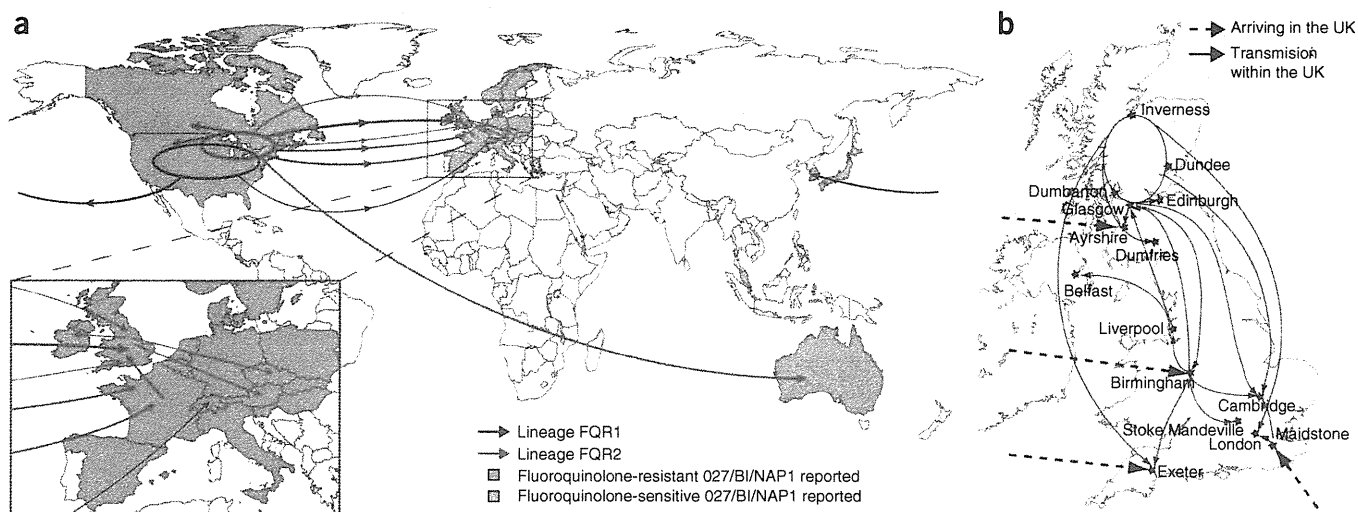 a
Lineage FQR1
Lineage FQR2
Fluoroquinolone-resistant 027/BI/NAP1 reported
Fluoroquinolone-sensitive 027/BI/NAP1 reported
b
Arriving in the UK
Transmision
within the UK
Inverness
Dundee
Dumbarton
Edinburgh
Glasgow
Ayrshire
Dumfries
Belfast
Liverpool
Birmingham
Cambridge
Stoke Mandeville
Maidstone
London
Exeter